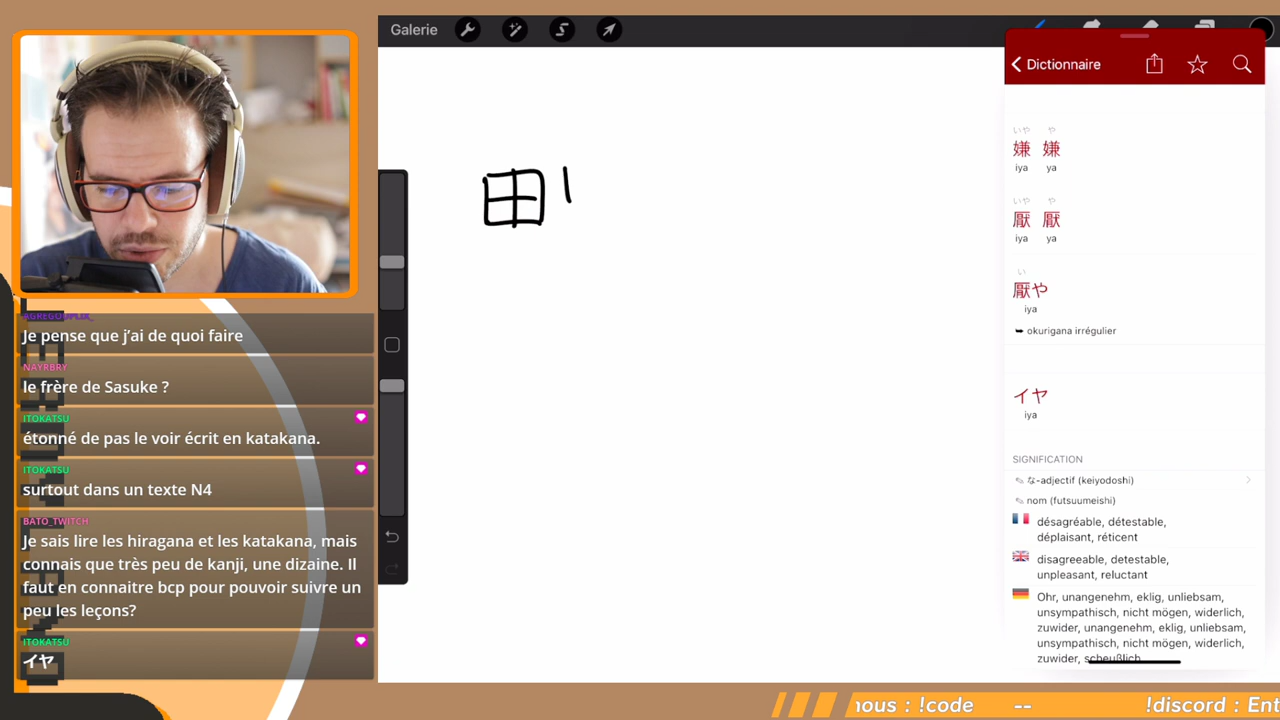 Galerie
田
Dictionnaire
いや や
嫌 嫌
iya ya
いや や
厭 厭
iya ya
い
厭や
iya
➥ okurigana irrégulier
イヤ
iya
SIGNIFICATION
な-adjectif (keiyodoshi)
nom (futsuumeishi)
désagréable, détestable,
déplaisant, réticent
disagreeable, detestable,
unpleasant, reluctant
Ohr, unangenehm, eklig, unliebsam,
unsympathisch, nicht mögen, widerlich,
zuwider, unangenehm, eklig, unliebsam,
unsympathisch, nicht mögen, widerlich,
zuwider, scheußlich
Je pense que j’ai de quoi faire
NAYRBRY
le frère de Sasuke ?
ITOKATSU
étonné de pas le voir écrit en katakana.
ITOKATSU
surtout dans un texte N4
BATO_TWITCH
Je sais lire les hiragana et les katakana, mais
connais que très peu de kanji, une dizaine. Il
faut en connaitre bcp pour pouvoir suivre un
peu les leçons?
ITOKATSU
イヤ
nous : !code -- !discord : Ent